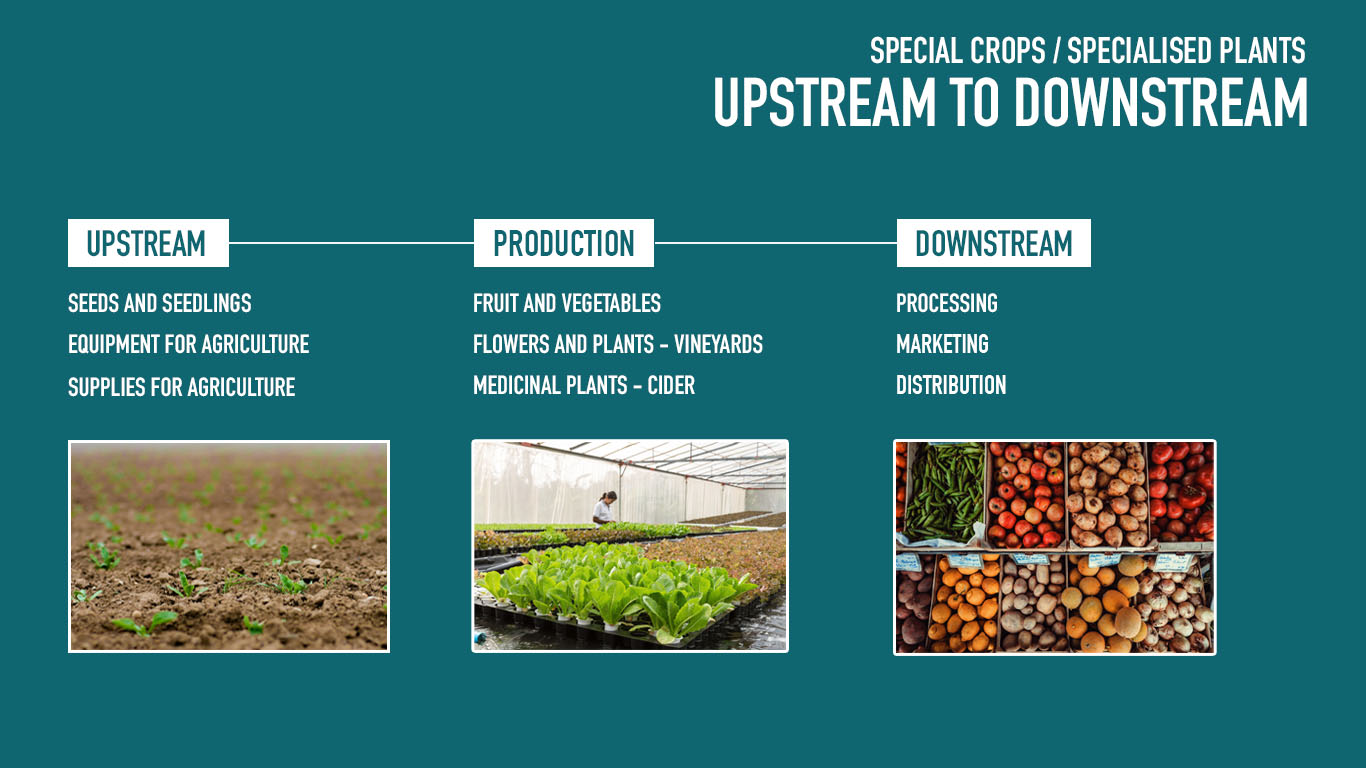 SPECIAL CROPS / SPECIALISED PLANTS
UPSTREAM TO DOWNSTREAM
UPSTREAM
SEEDS AND SEEDLINGS
EQUIPMENT FOR AGRICULTURE
SUPPLIES FOR AGRICULTURE
PRODUCTION
FRUIT AND VEGETABLES
FLOWERS AND PLANTS - VINEYARDS
MEDICINAL PLANTS - CIDER
DOWNSTREAM
PROCESSING
MARKETING
DISTRIBUTION